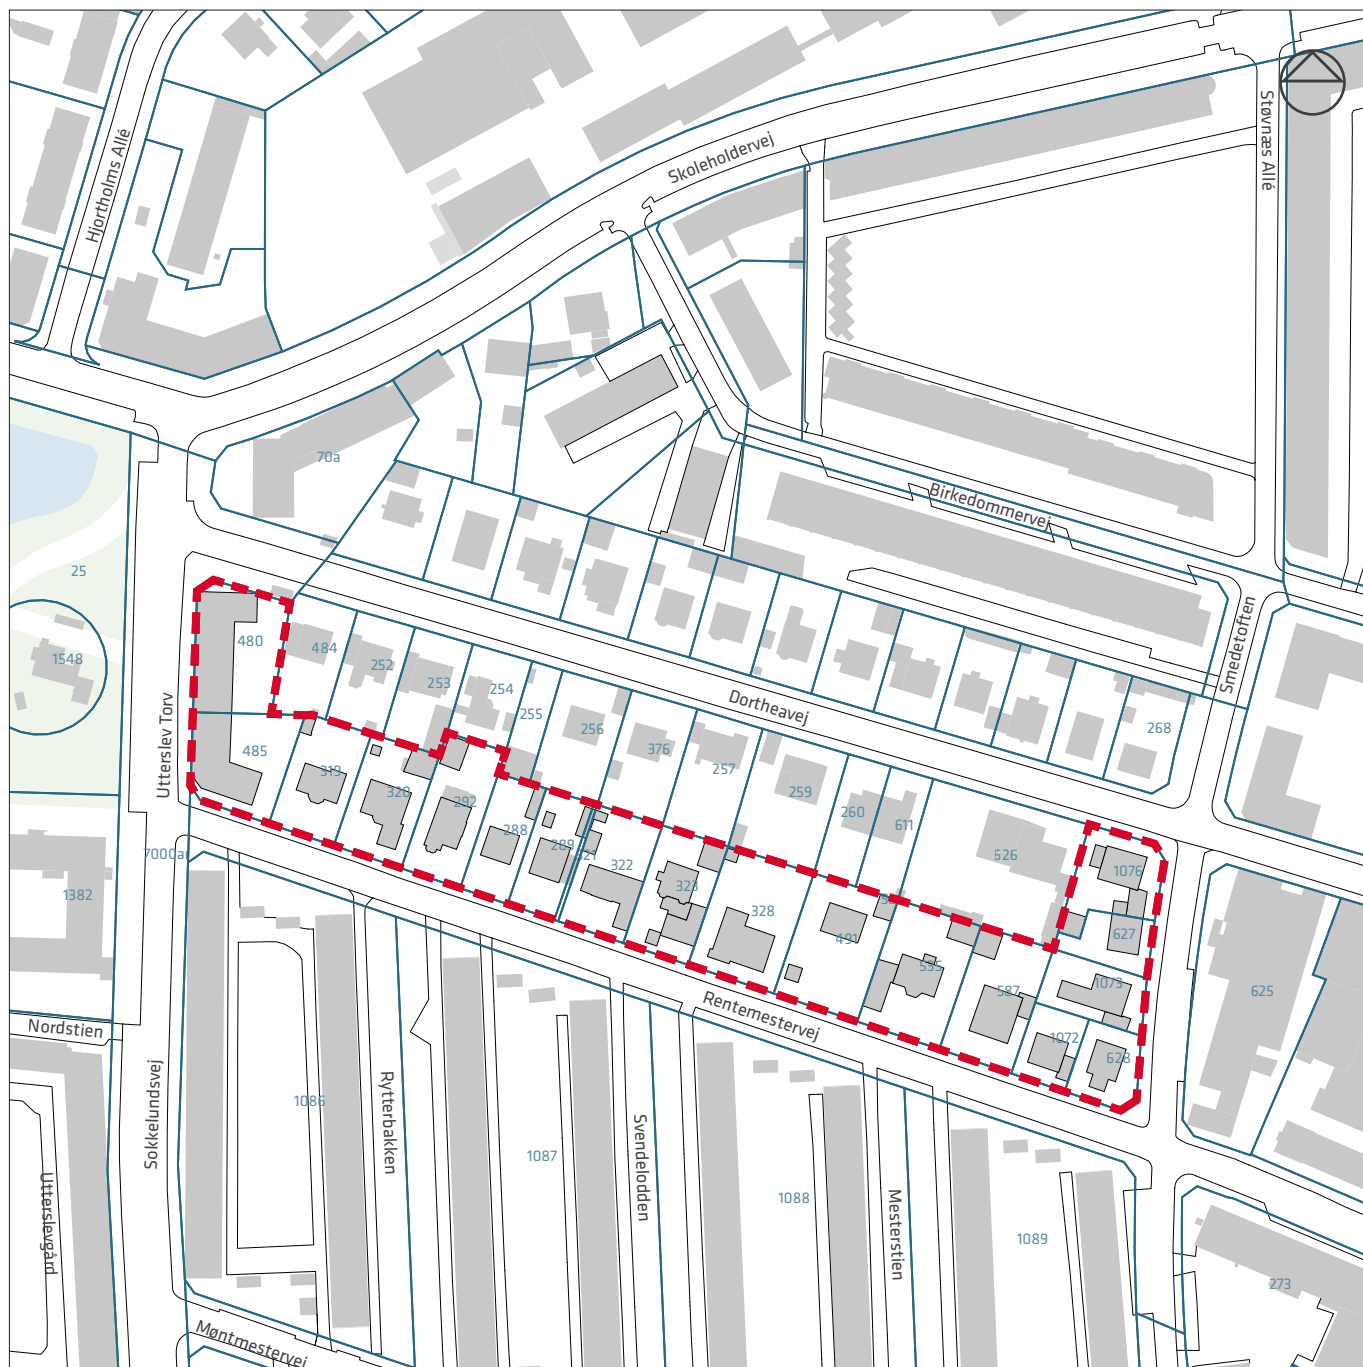 Hjortholms Allé
Skoleholdervej
Støvnæs Allé
70a
Birkedommervej
25
1548
480
484
252
253
254
255
256
376
257
259
260
611
526
268
Smedetoften
Dortheavej
Utterslev Torv
485
319
320
292
288
289
321
322
323
328
491
535
587
1076
627
1073
1072
628
625
7000a
1382
Nordstien
Rentemestervej
Sokkelundsvej
1086
Rytterbakken
1087
Svendelodden
1088
Mesterstien
1089
273
Utterslevgård
Møntmestervej